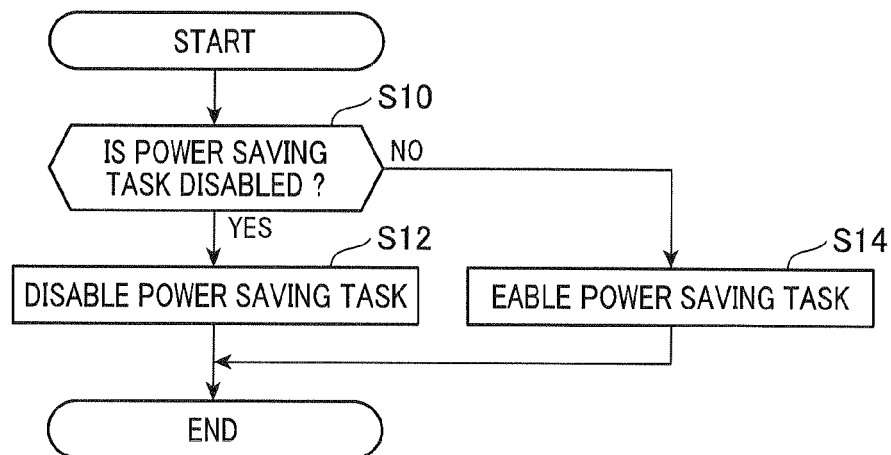 START
S10
IS POWER SAVING
TASK DISABLED ?
NO
YES
S12
DISABLE POWER SAVING TASK
S14
EABLE POWER SAVING TASK
END